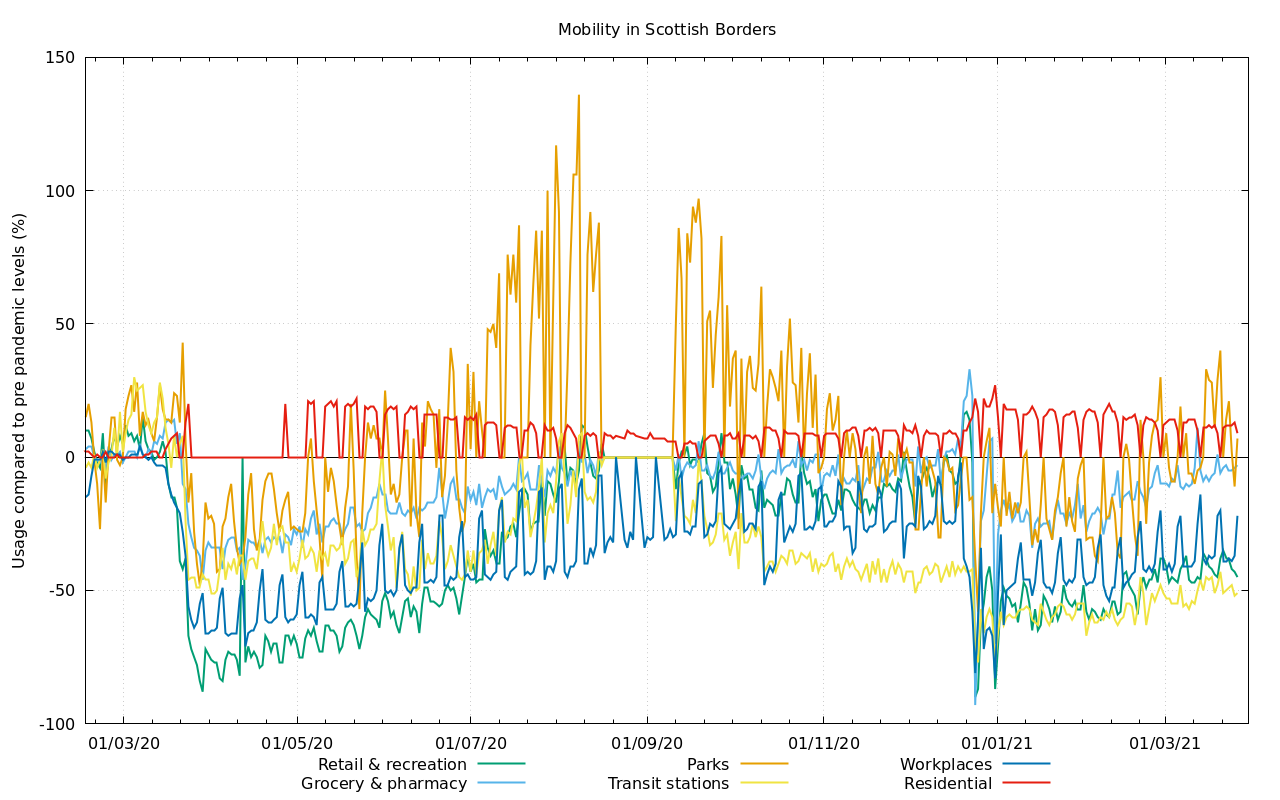 Mobility in Scottish Borders
150
100
50
0
-50
-100
Usage compared to pre pandemic levels (%)
01/03/20 01/05/20 01/07/20 01/09/20 01/11/20 01/01/21 01/03/21
Retail & recreation Parks Workplaces
Grocery & pharmacy Transit stations Residential